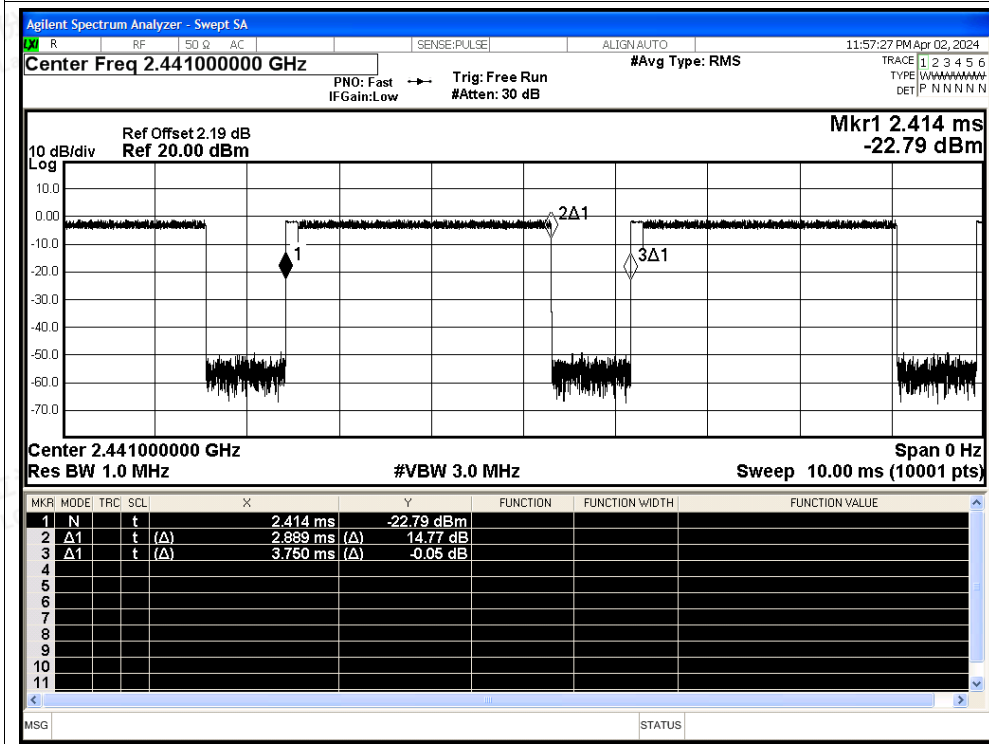 Agilent Spectrum Analyzer - Swept SA
LXI R RF 50 Ω AC SENSE:PULSE ALIGN AUTO 11:57:27 PM Apr 02, 2024
Center Freq 2.441000000 GHz #Avg Type: RMS TRACE 1 2 3 4 5 6
PNO: Fast Trig: Free Run TYPE W
IFGain:Low #Atten: 30 dB DET P N N N N N
Mkr1 2.414 ms
Ref Offset 2.19 dB
10 dB/div Ref 20.00 dBm -22.79 dBm
Log
10.0
0.00
-10.0
-20.0
-30.0
-40.0
-50.0
-60.0
-70.0
1
2Δ1
3Δ1
Center 2.441000000 GHz Span 0 Hz
Res BW 1.0 MHz #VBW 3.0 MHz Sweep 10.00 ms (10001 pts)
MKR MODE TRC SCL X Y FUNCTION FUNCTION WIDTH FUNCTION VALUE
1 N t 2.414 ms -22.79 dBm
2 Δ1 t (Δ) 2.889 ms (Δ) 14.77 dB
3 Δ1 t (Δ) 3.750 ms (Δ) -0.05 dB
4
5
6
7
8
9
10
11
MSG STATUS